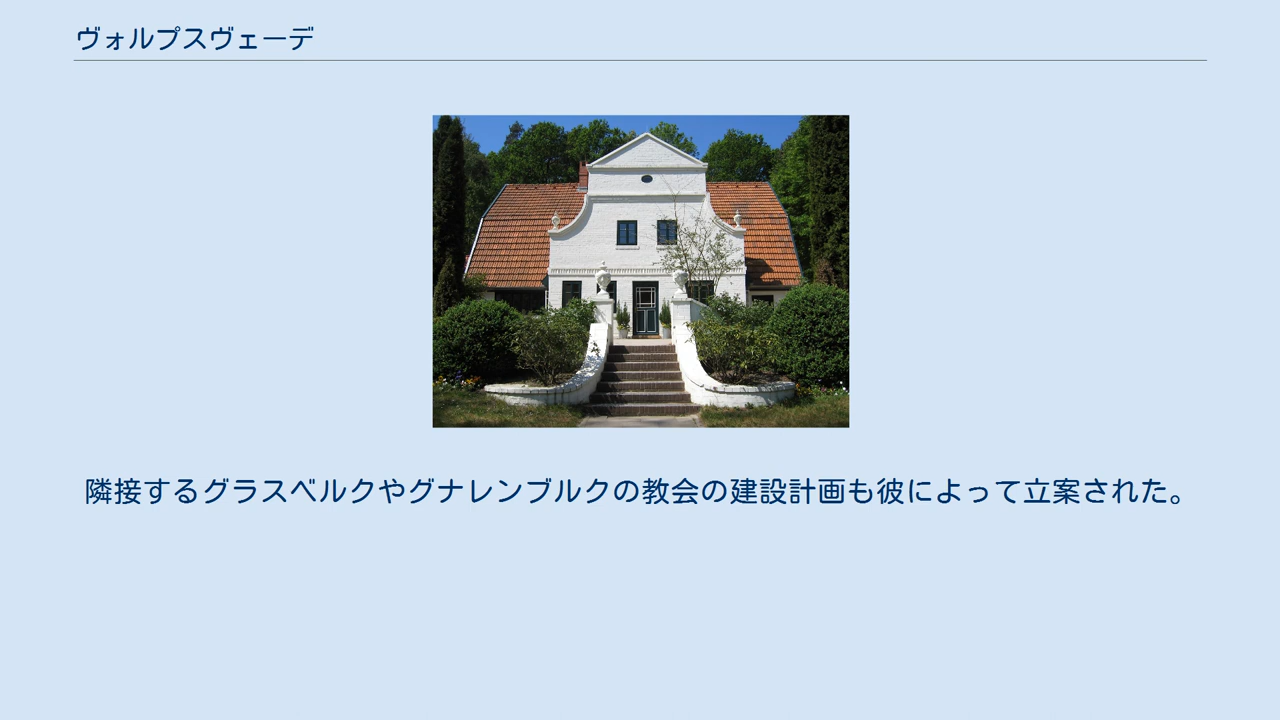 ヴォルプスヴェーデ
隣接するグラスベルクやグナレンブルクの教会の建設計画も彼によって立案された。